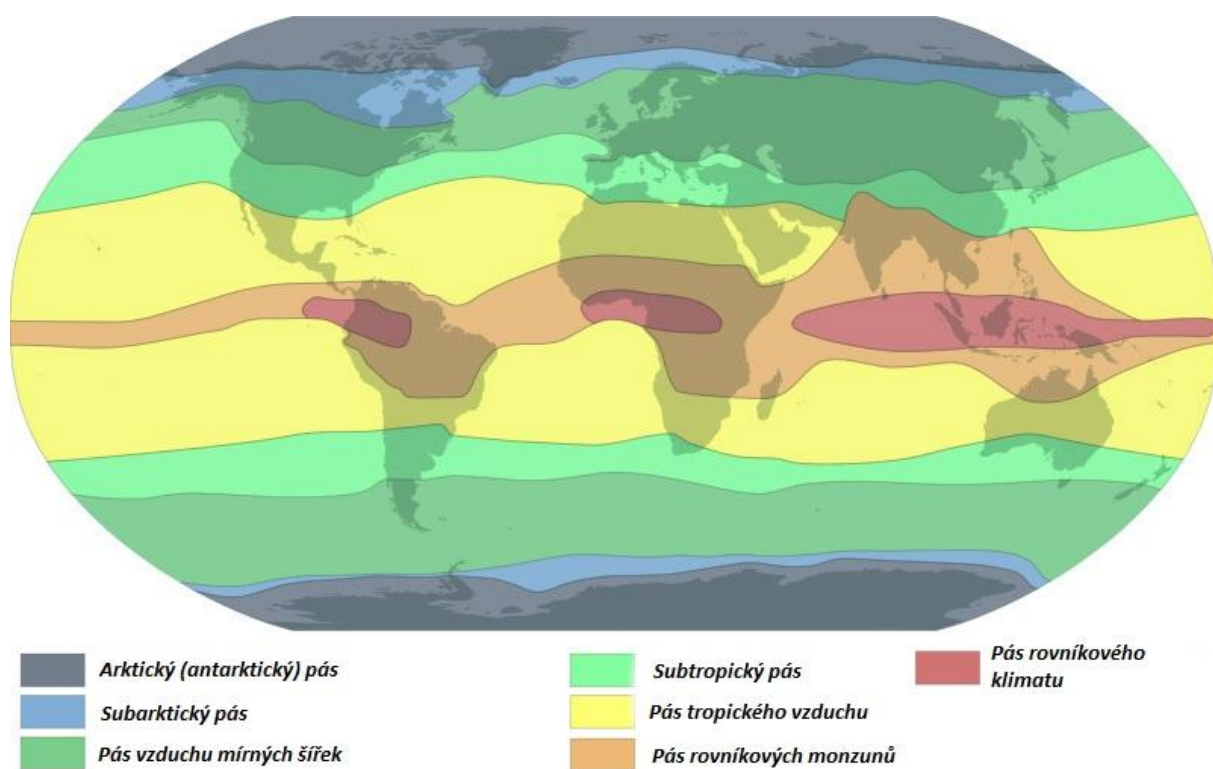 Arktický (antarktický) pás
Subarktický pás
Pás vzduchu mírných šířek
Subtropický pás
Pás tropického vzduchu
Pás rovníkových monzunů
Pás rovníkového
klimatu